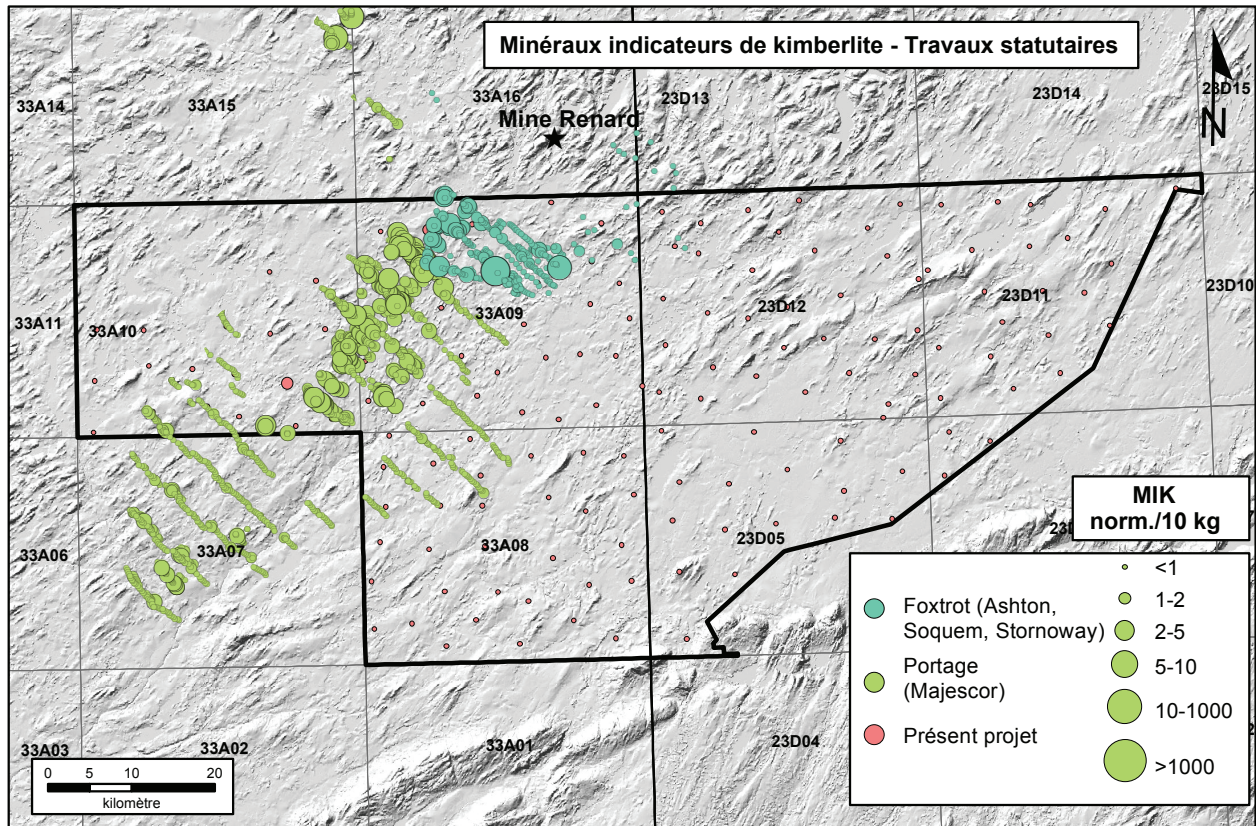 Minéraux indicateurs de kimberlite - Travaux statutaires
33A14
33A15
33A16
23D13
23D14
23D15
Mine Renard
N
33A11
33A10
33A09
23D12
23D11
23D10
33A06
33A07
33A08
23D05
MIK
norm./10 kg
Foxtrot (Ashton,
Soquem, Stornoway)
Portage
(Majescor)
Présent projet
<1
1-2
2-5
5-10
10-1000
>1000
33A03
33A02
33A01
23D04
0 5 10 20
kilomètre